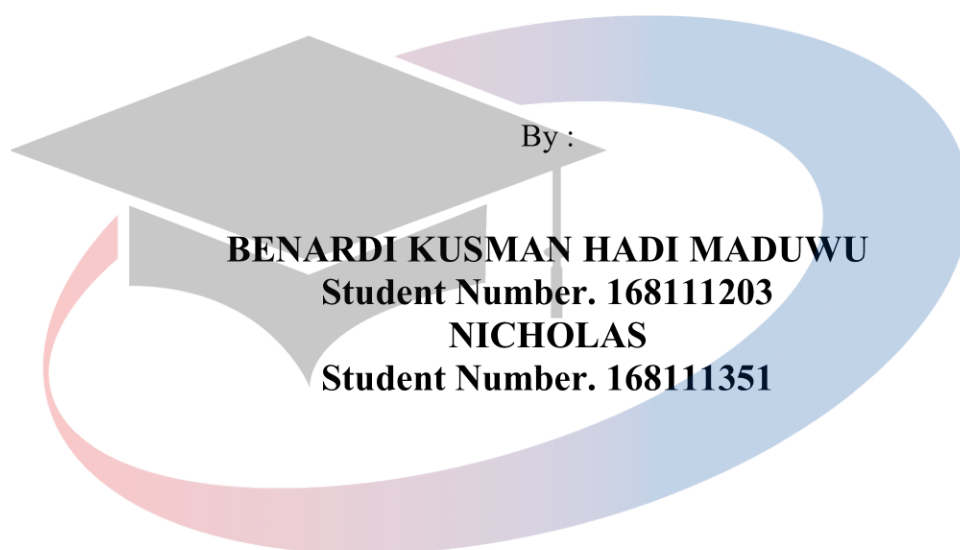 By :
BENARDI KUSMAN HADI MADUWU
Student Number. 168111203
NICHOLAS
Student Number. 168111351